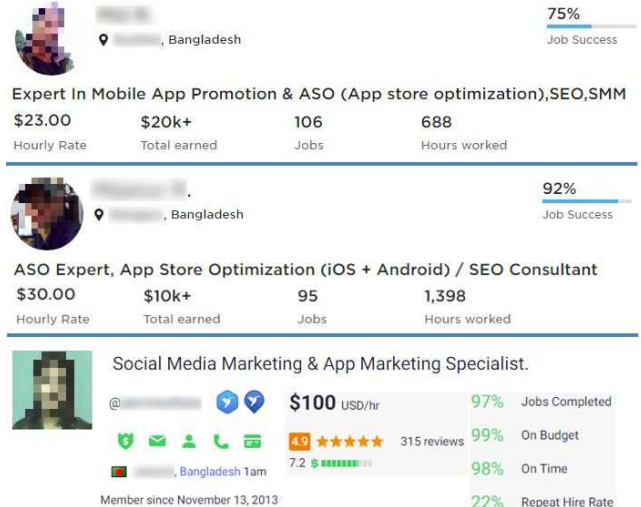 75%
, Bangladesh
Job Success
Expert In Mobile App Promotion & ASO (App store optimization),SEO,SMM
$23.00 $20k+ 106 688
Hourly Rate Total earned Jobs Hours worked
92%
, Bangladesh
Job Success
ASO Expert, App Store Optimization (iOS + Android) / SEO Consultant
$30.00 $10k+ 95 1,398
Hourly Rate Total earned Jobs Hours worked
Social Media Marketing & App Marketing Specialist.
@ $100 USD/hr 97% Jobs Completed
4.9 315 reviews 99% On Budget
7.2 $ 98% On Time
, Bangladesh 1am
Member since November 13, 2013 22% Repeat Hire Rate